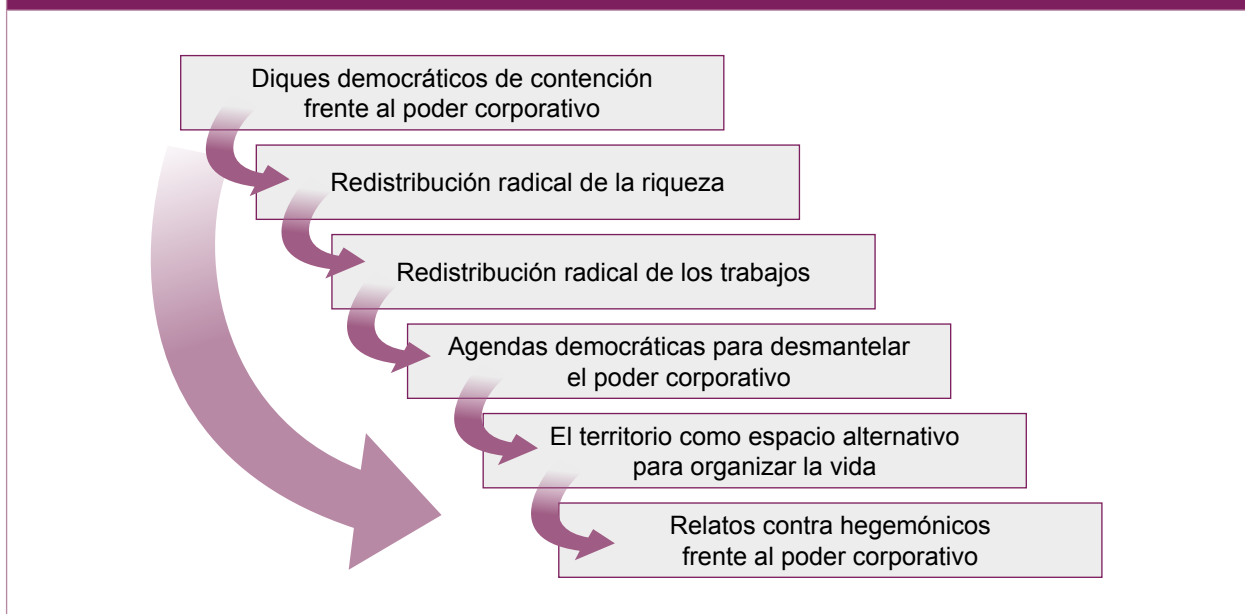 Diques democráticos de contención
frente al poder corporativo
Redistribución radical de la riqueza
Redistribución radical de los trabajos
Agendas democráticas para desmantelar
el poder corporativo
El territorio como espacio alternativo
para organizar la vida
Relatos contra hegemónicos
frente al poder corporativo